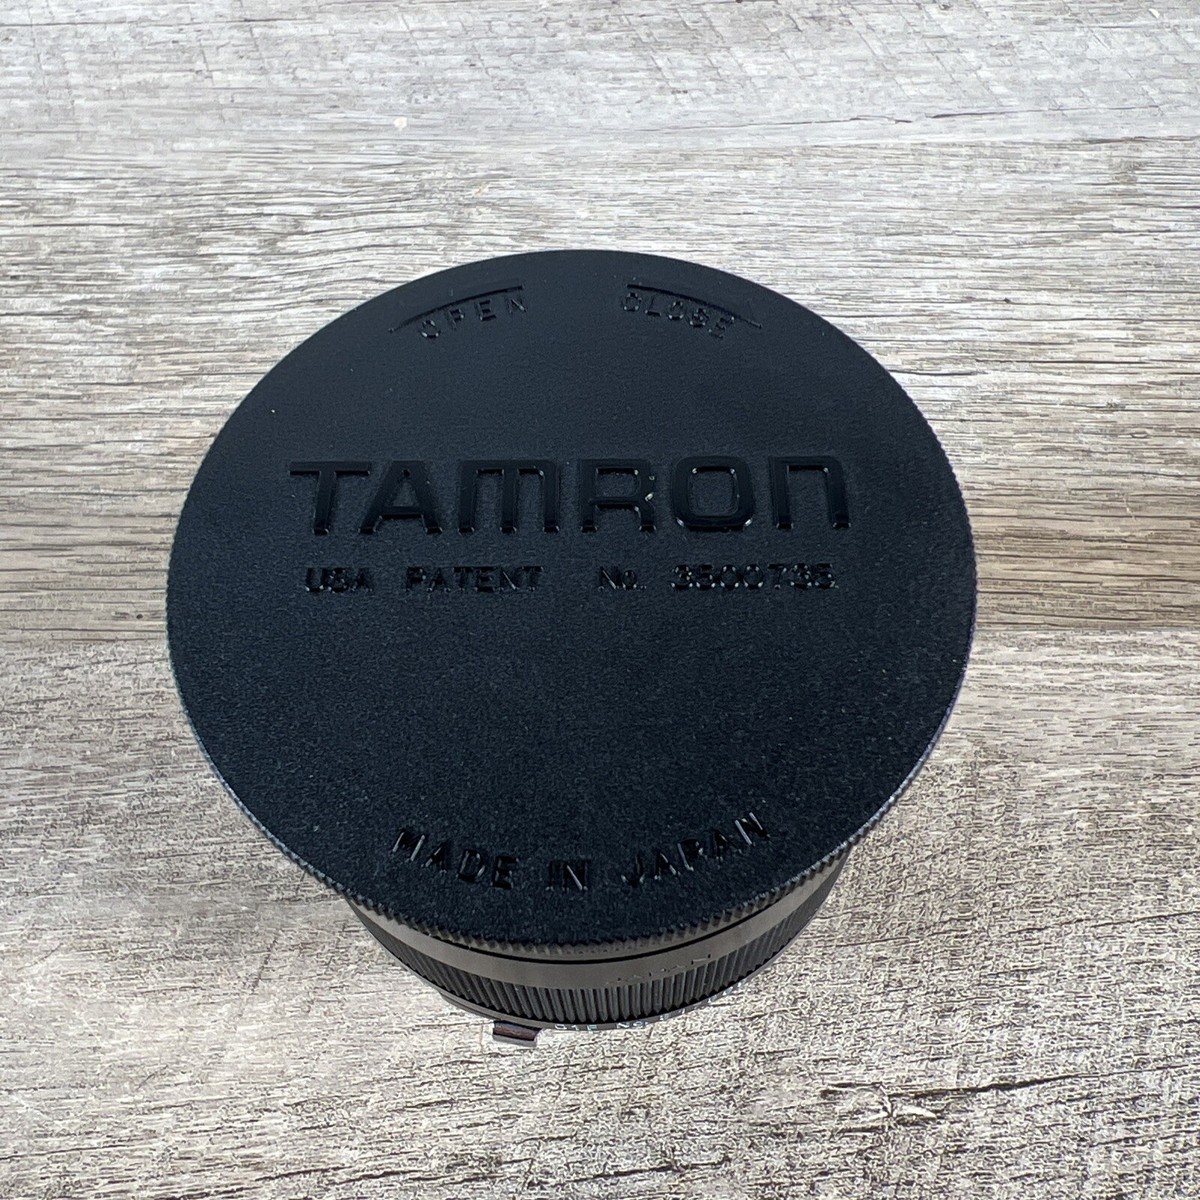 OPEN CLOSE
TAMRON
USA PATENT No. 3500735
MADE IN JAPAN